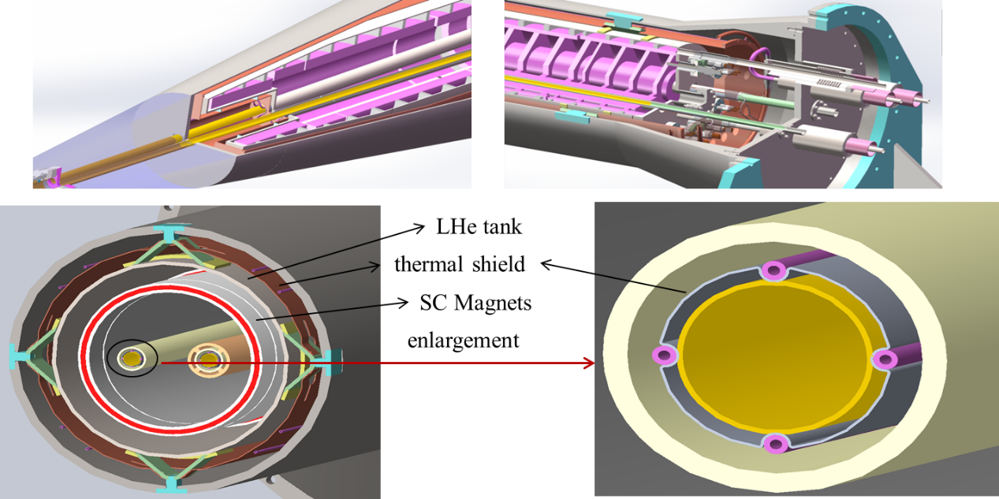 LHe tank
thermal shield
SC Magnets
enlargement